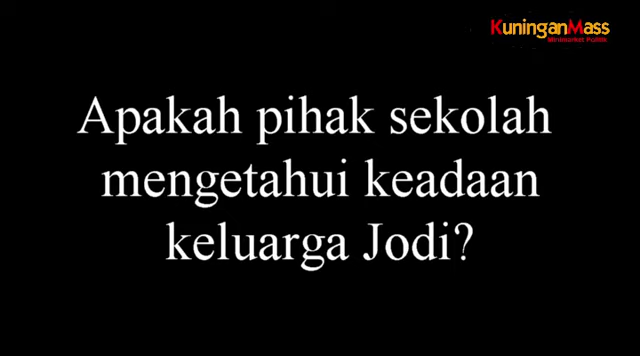 KuninganMass
Apakah pihak sekolah
mengetahui keadaan
keluarga Jodi?